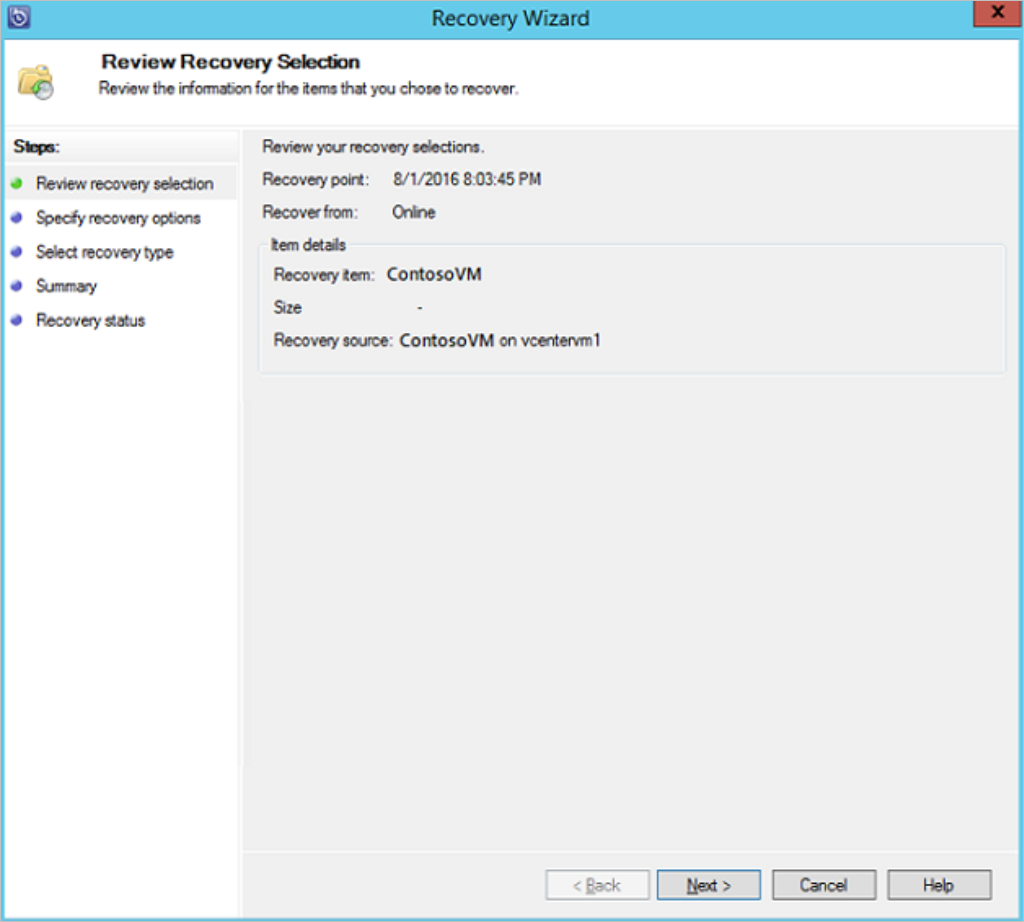 Recovery Wizard
X
Review Recovery Selection
Review the information for the items that you chose to recover.
Steps:
Review recovery selection
Specify recovery options
Select recovery type
Summary
Recovery status
Review your recovery selections.
Recovery point: 8/1/2016 8:03:45 PM
Recover from: Online
Item details
Recovery item: ContosoVM
Size -
Recovery source: ContosoVM on vcentervm1
< Back Next > Cancel Help